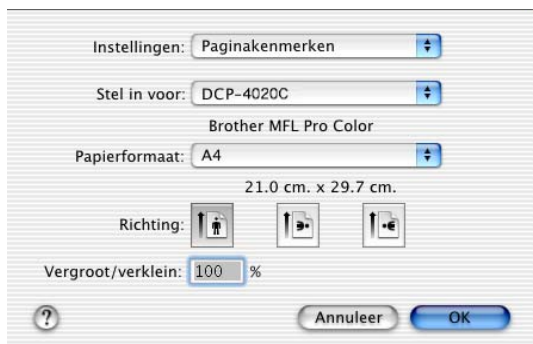 Instellingen: Paginakenmerken
Stel in voor: DCP-4020C
Brother MFL Pro Color
Papierformaat: A4
21.0 cm. x 29.7 cm.
Richting:
Vergroot/verklein: 100 %
? Annuleer OK